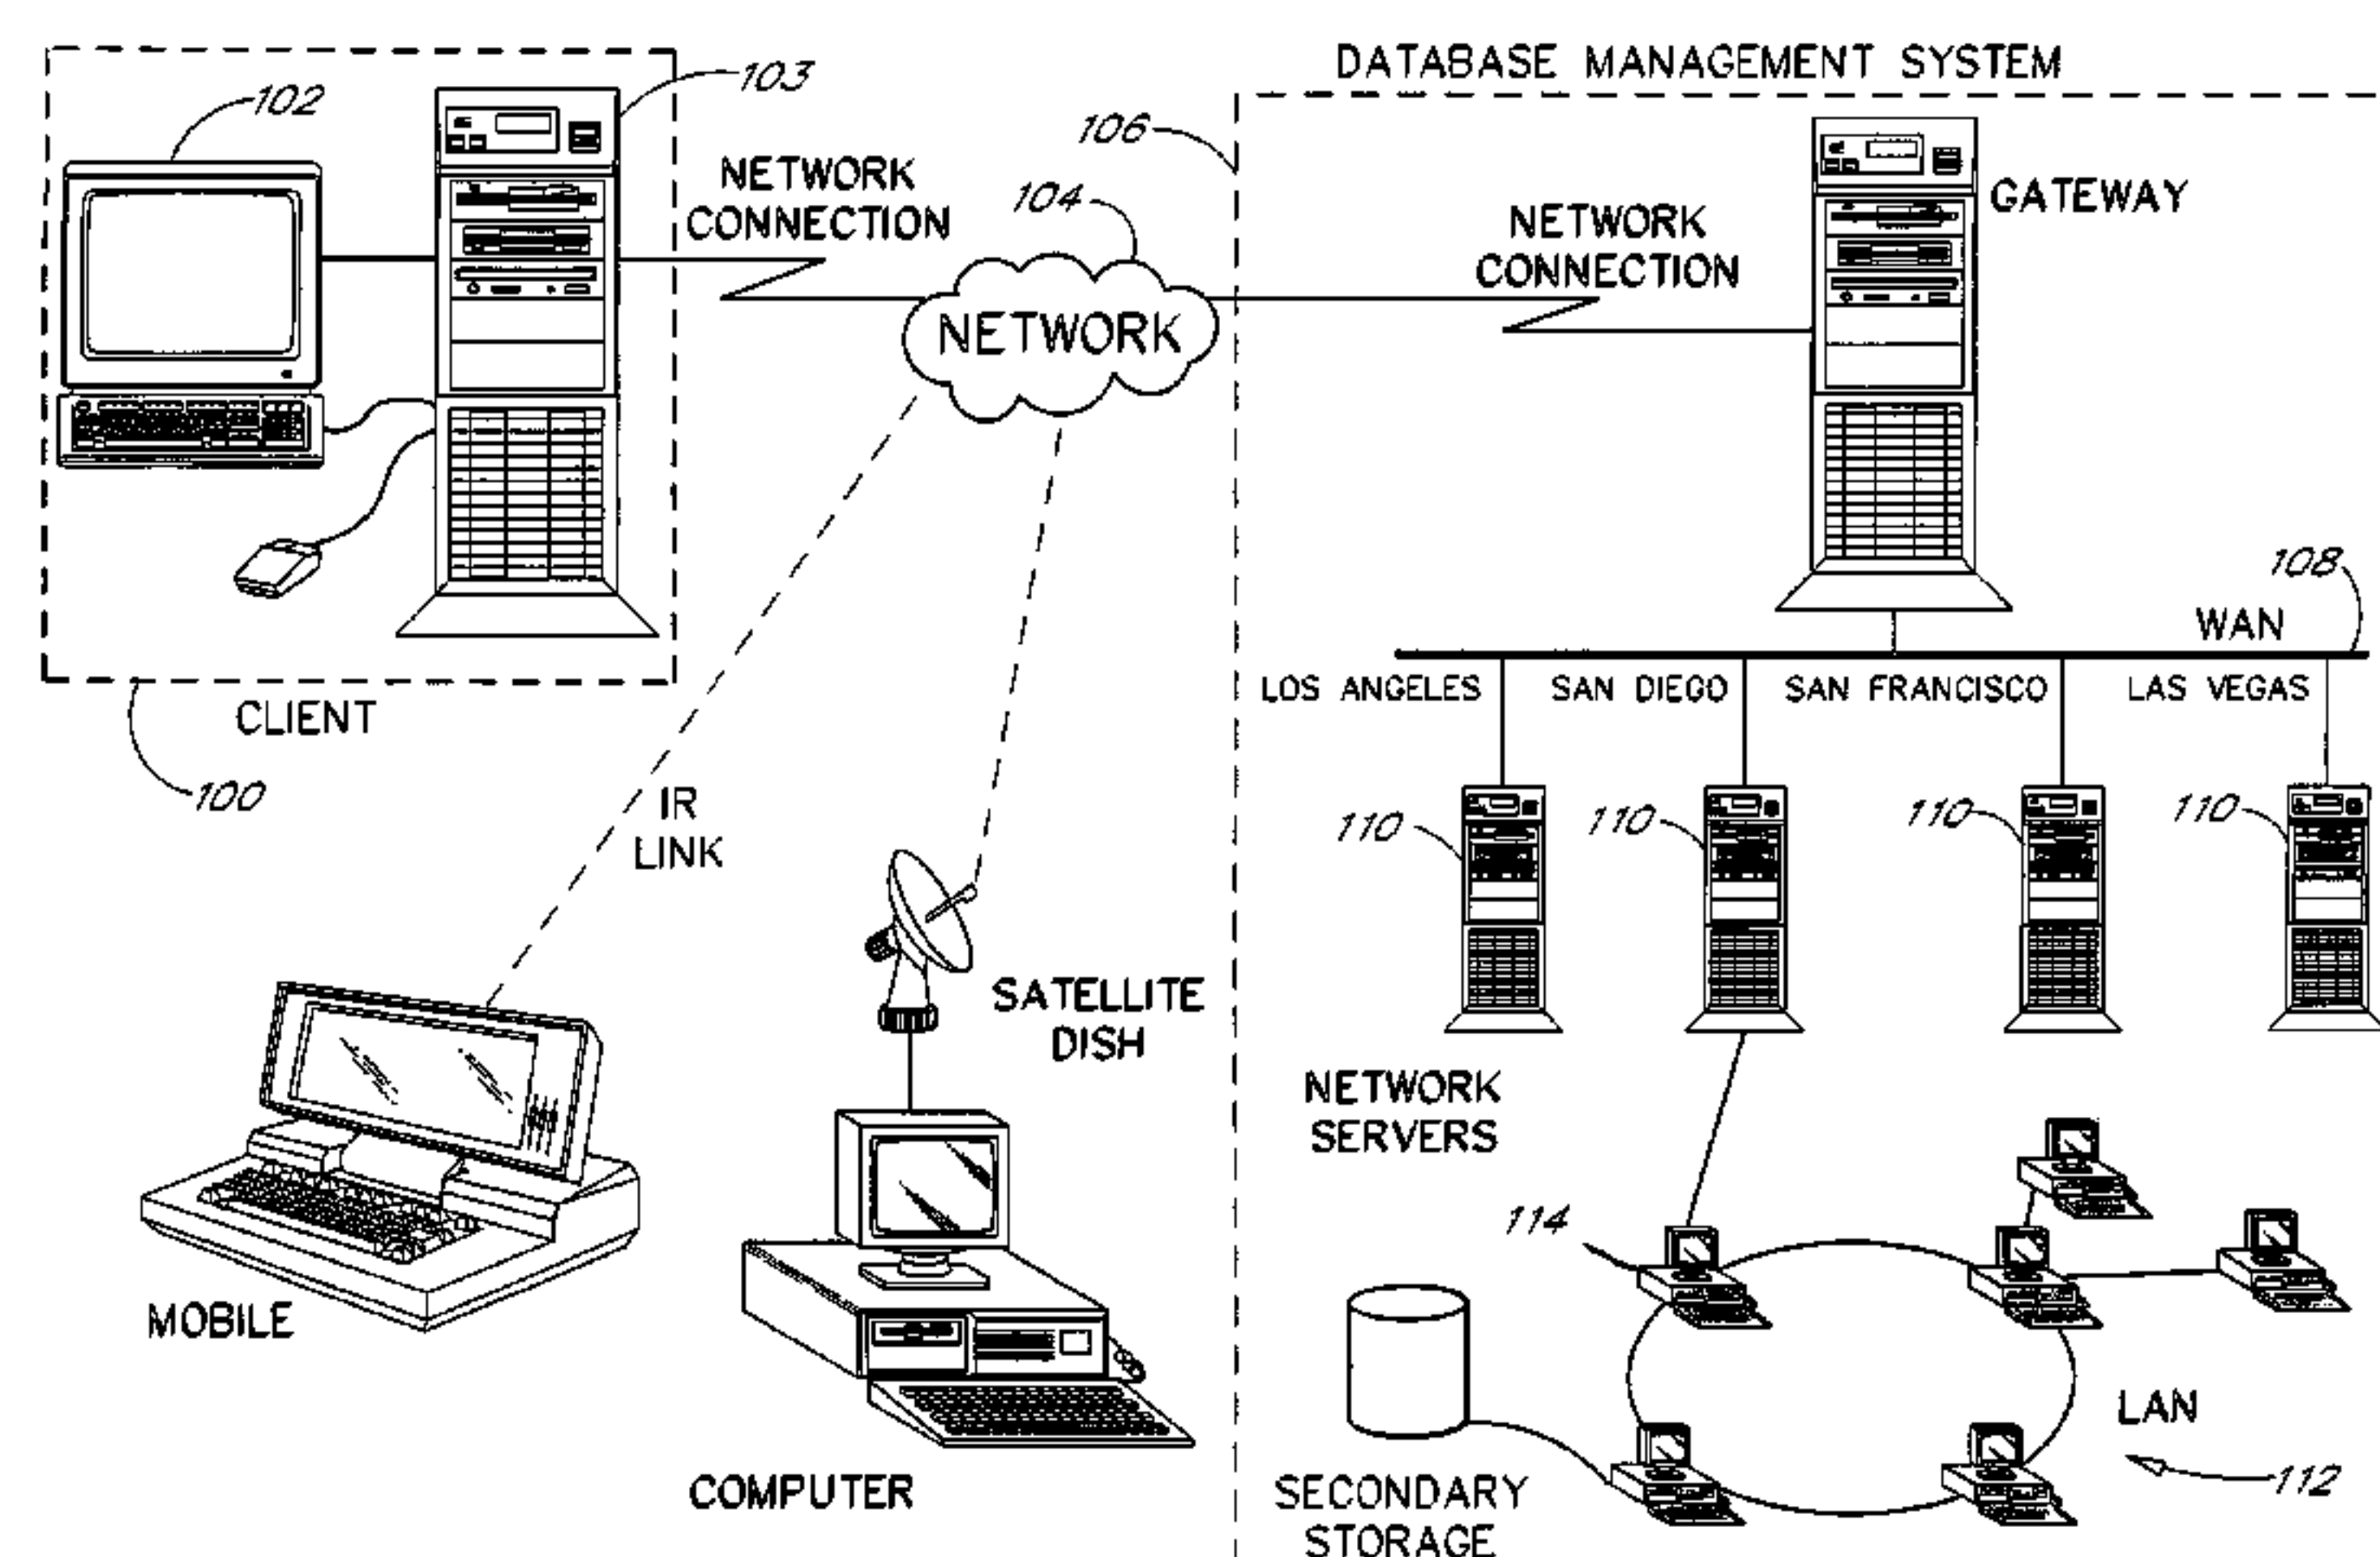 DATABASE MANAGEMENT SYSTEM
102
103
106
NETWORK
CONNECTION
104
NETWORK
NETWORK
CONNECTION
GATEWAY
108
WAN
LOS ANGELES
SAN DIEGO
SAN FRANCISCO
LAS VEGAS
CLIENT
100
IR
LINK
110
110
110
110
SATELLITE
DISH
NETWORK
SERVERS
114
MOBILE
LAN
112
COMPUTER
SECONDARY
STORAGE